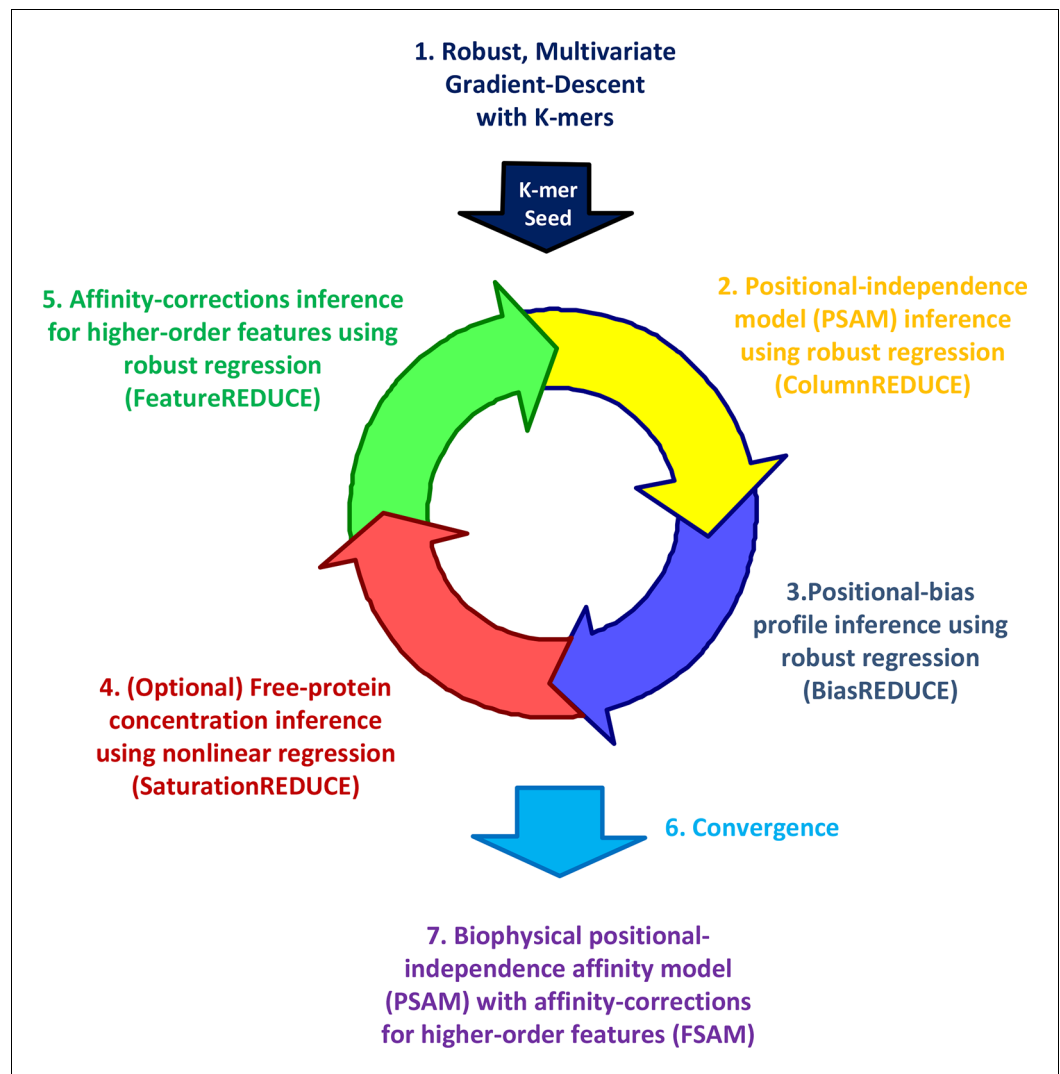 1. Robust, Multivariate
Gradient-Descent
with K-mers
K-mer
Seed
5. Affinity-corrections inference
for higher-order features using
robust regression
(FeatureREDUCE)
2. Positional-independence
model (PSAM) inference
using robust regression
(ColumnREDUCE)
3.Positional-bias
profile inference using
robust regression
(BiasREDUCE)
4. (Optional) Free-protein
concentration inference
using nonlinear regression
(SaturationREDUCE)
6. Convergence
7. Biophysical positional-
independence affinity model
(PSAM) with affinity-corrections
for higher-order features (FSAM)